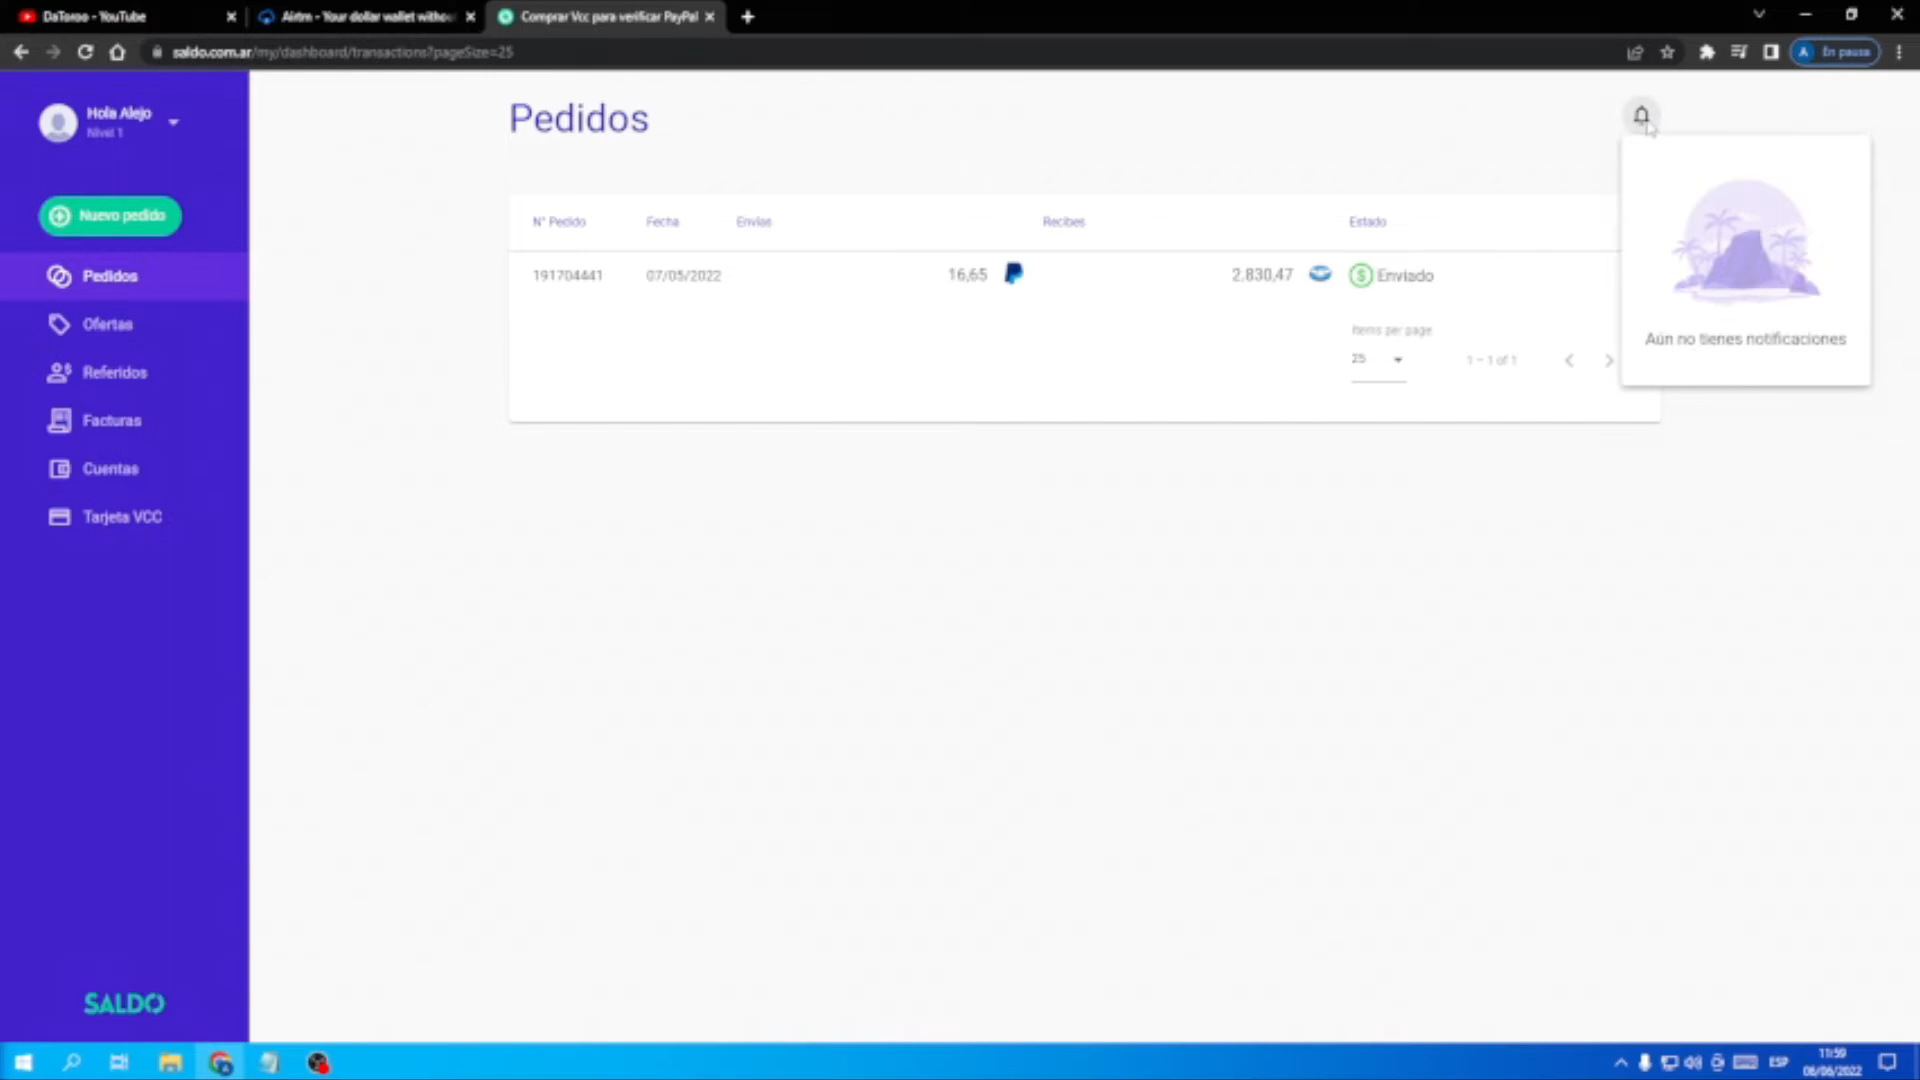 DaToroo - YouTube
Airtm - Your dollar wallet witho
Comprar Vcc para verificar PayPal
saldo.com.ar/my/dashboard/transactions?pageSize=25
A En pausa
Hola Alejo
Nivel 1
Nuevo pedido
Pedidos
Ofertas
Referidos
Facturas
Cuentas
Tarjeta VCC
SALDO
Pedidos
N° Pedido Fecha Envías Recibes Estado
191704441 07/05/2022 16,65 2.830,47 Enviado
Items per page
25 1 – 1 of 1
Aún no tienes notificaciones
ESP
11:59
06/06/2022